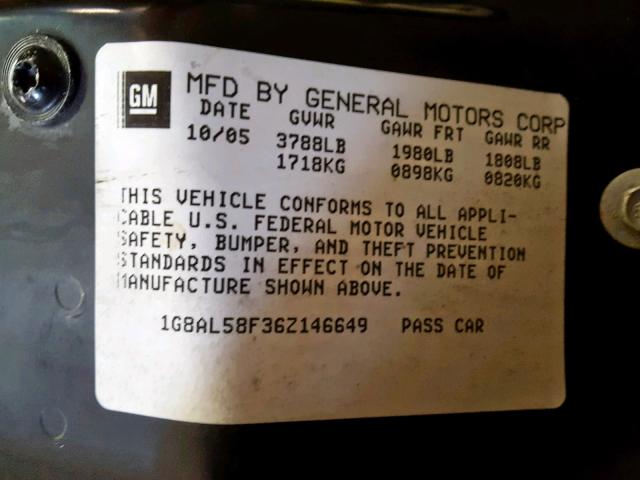 GM
MFD BY GENERAL MOTORS CORP
DATE GVWR GAWR FRT GAWR RR
10/05 3788LB 1980LB 1808LB
1718KG 0898KG 0820KG
THIS VEHICLE CONFORMS TO ALL APPLI-
CABLE U.S. FEDERAL MOTOR VEHICLE
SAFETY, BUMPER, AND THEFT PREVENTION
STANDARDS IN EFFECT ON THE DATE OF
MANUFACTURE SHOWN ABOVE.
1G8AL58F36Z146649 PASS CAR